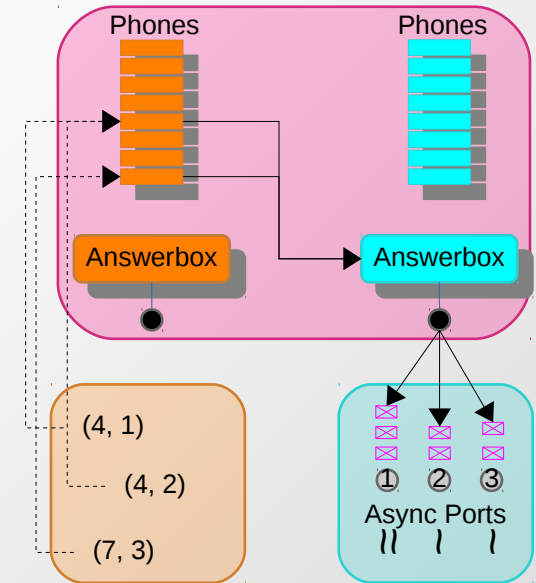 Phones
Phones
Answerbox
Answerbox
(4, 1)
(4, 2)
(7, 3)
1 2 3
Async Ports